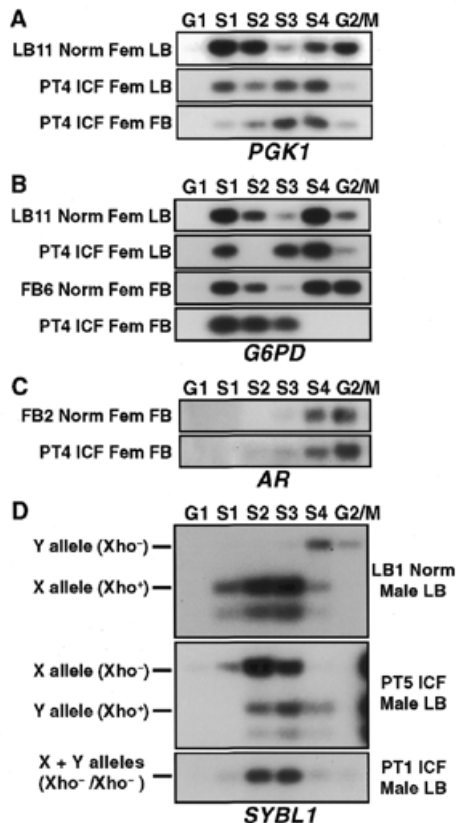 A
G1 S1 S2 S3 S4 G2/M
LB11 Norm Fem LB
PT4 ICF Fem LB
PT4 ICF Fem FB
PGK1
B
G1 S1 S2 S3 S4 G2/M
LB11 Norm Fem LB
PT4 ICF Fem LB
FB6 Norm Fem FB
PT4 ICF Fem FB
G6PD
C
G1 S1 S2 S3 S4 G2/M
FB2 Norm Fem FB
PT4 ICF Fem FB
AR
D
G1 S1 S2 S3 S4 G2/M
Y allele (Xho⁻)
X allele (Xho⁺)
LB1 Norm
Male LB
X allele (Xho⁻)
Y allele (Xho⁺)
PT5 ICF
Male LB
X + Y alleles
(Xho⁻/Xho⁻)
PT1 ICF
Male LB
SYBL1